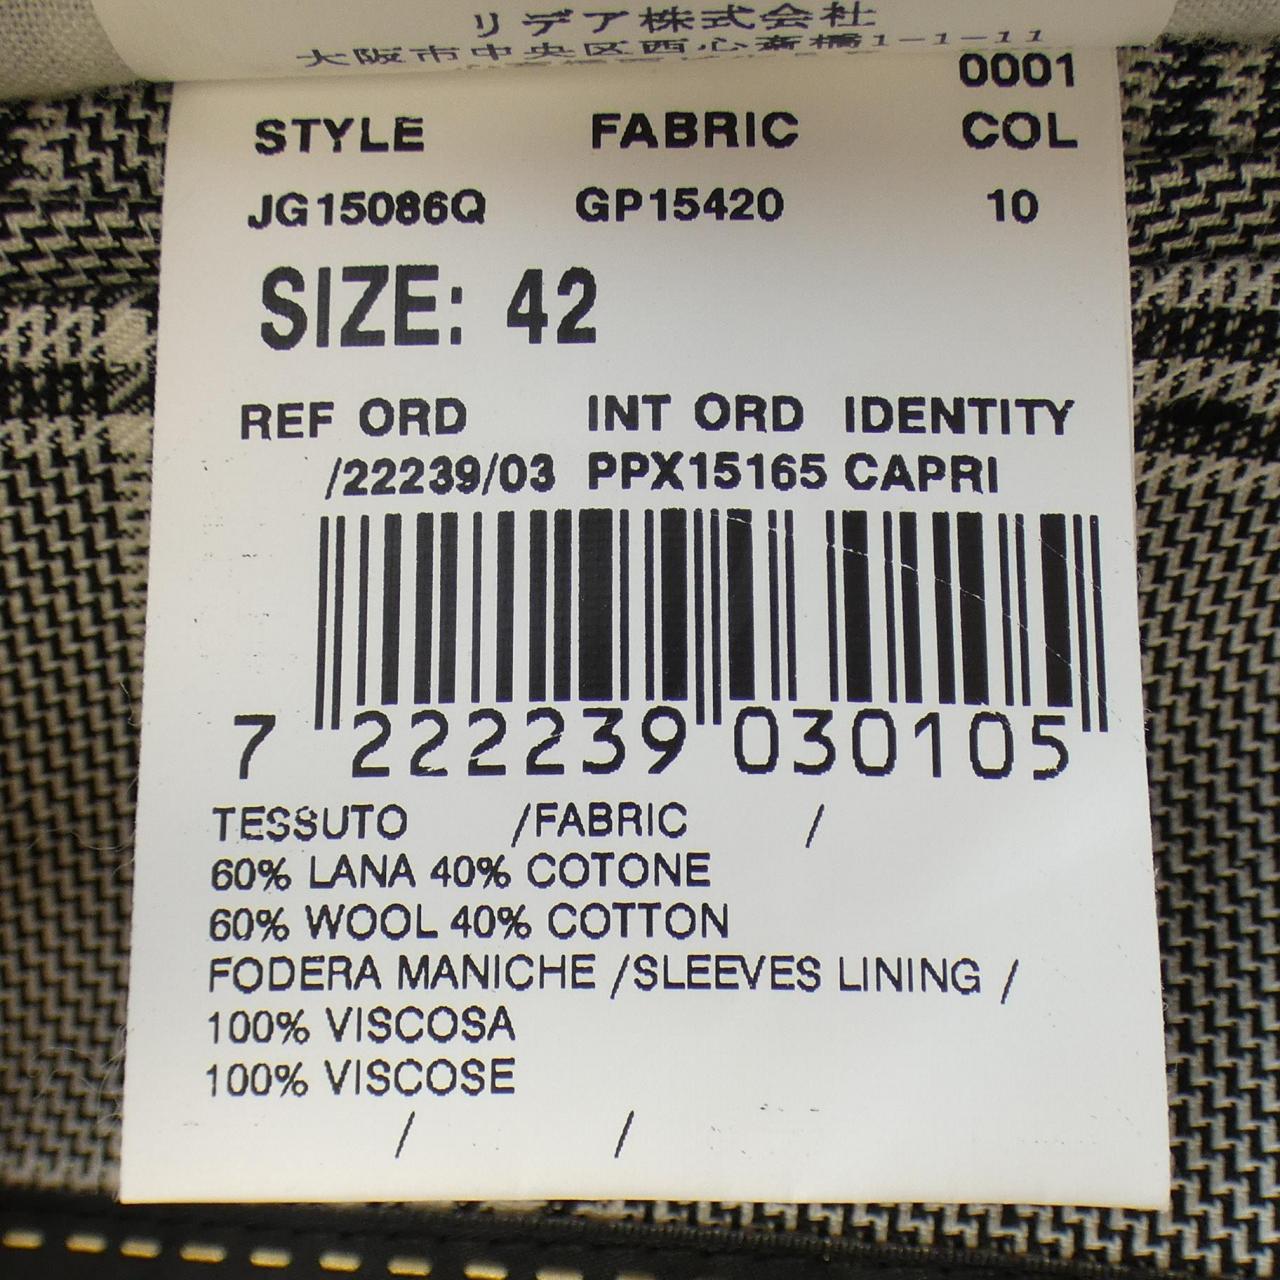 リデア株式会社
大阪市中央区西心斎橋1-1-11
0001
STYLE FABRIC COL
JG15086Q GP15420 10
SIZE: 42
REF ORD INT ORD IDENTITY
/22239/03 PPX15165 CAPRI
7 222239 030105
TESSUTO /FABRIC /
60% LANA 40% COTONE
60% WOOL 40% COTTON
FODERA MANICHE /SLEEVES LINING /
100% VISCOSA
100% VISCOSE
/ /